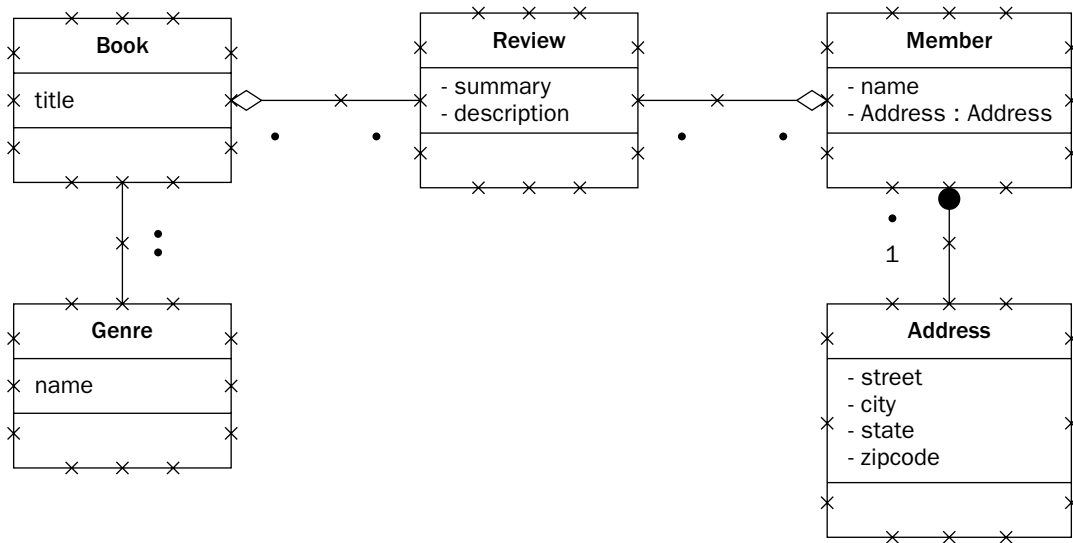 Book
title
Review
- summary
- description
Member
- name
- Address : Address
1
Genre
name
Address
- street
- city
- state
- zipcode